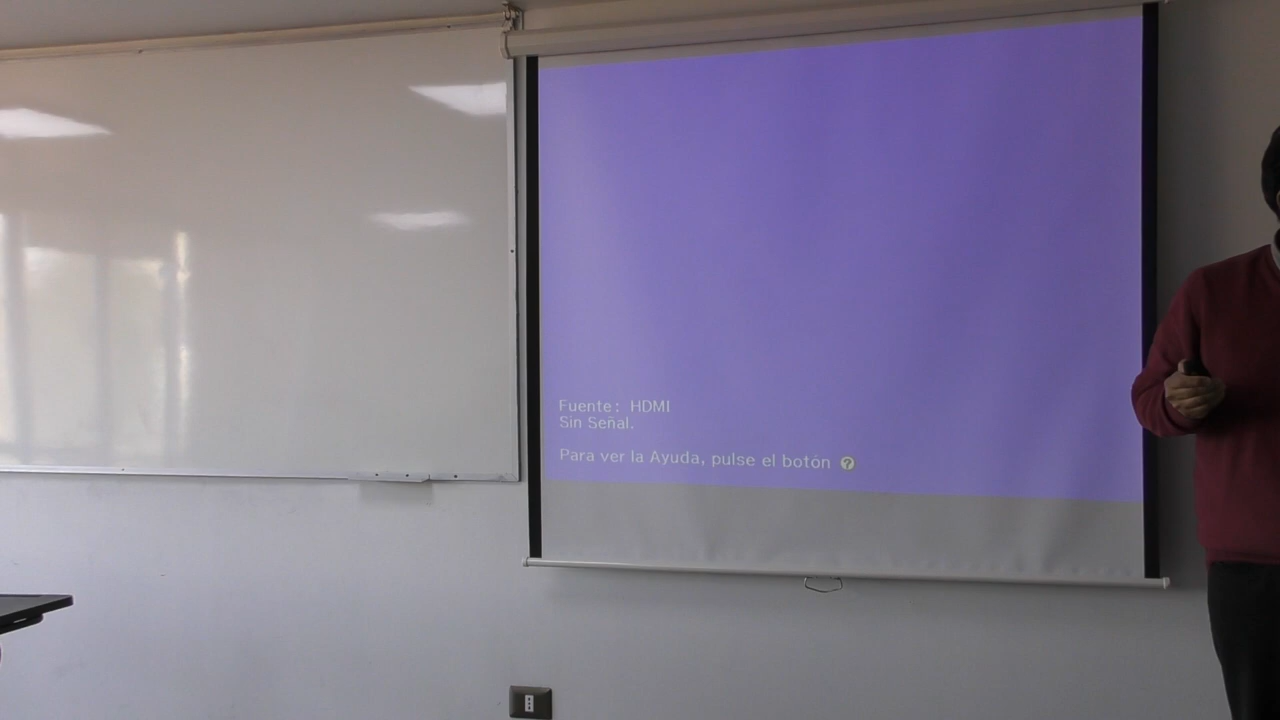 Fuente: HDMI
Sin Señal.
Para ver la Ayuda, pulse el botón ?